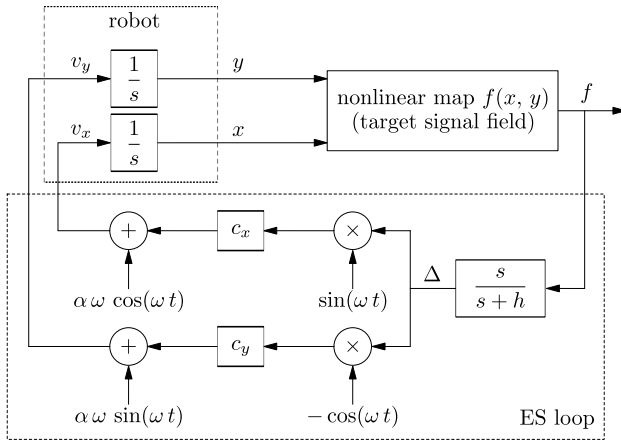 robot
v_y
1
s
y
v_x
1
s
x
nonlinear map f(x, y)
(target signal field)
f
+
c_x
×
s
s + h
Δ
α ω cos(ω t)
sin(ω t)
+
c_y
×
α ω sin(ω t)
− cos(ω t)
ES loop